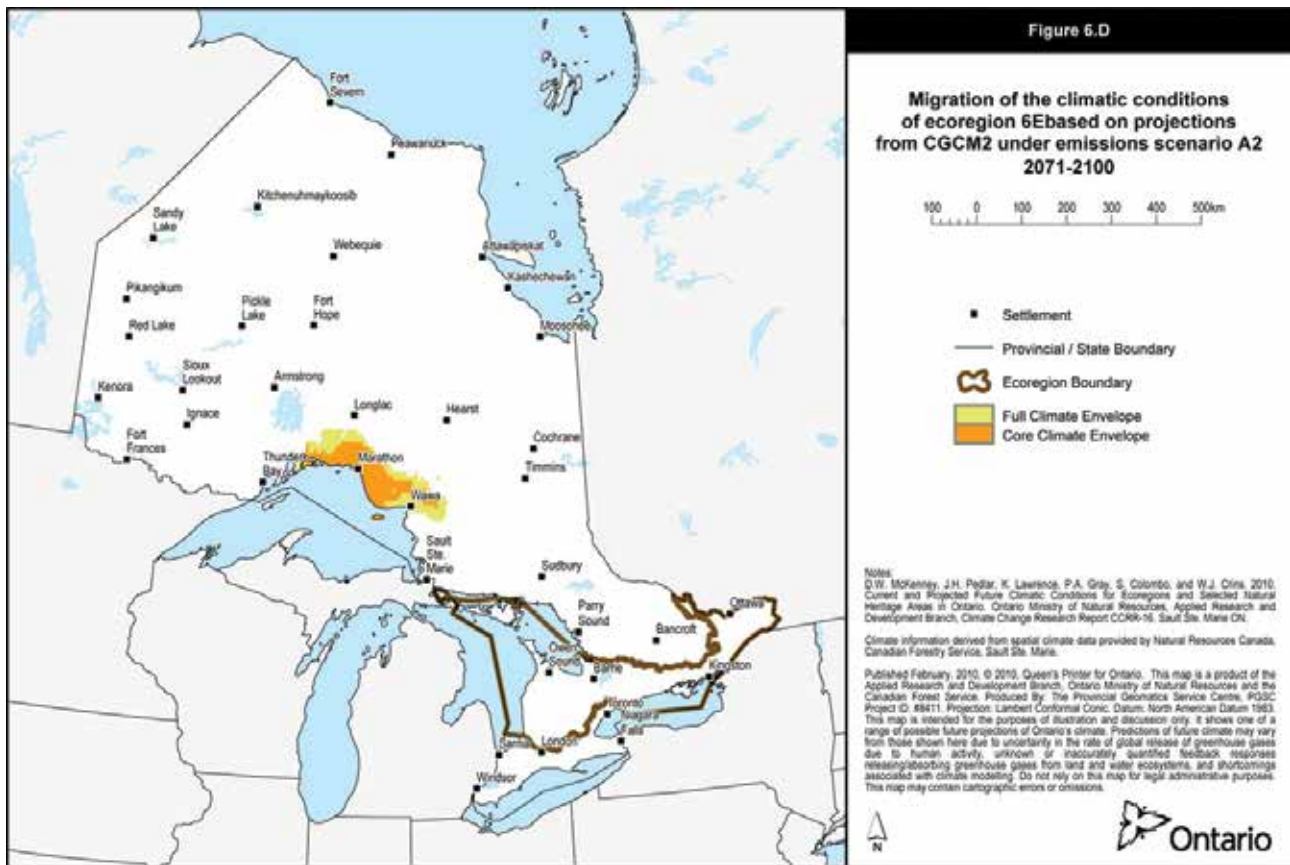 Fort
Severn
Peawanuck
Kitchenuhmaykoosib
Sandy
Lake
Webequie
Attawapiskat
Kashechewan
Pikangikum
Pickle
Lake
Fort
Hope
Red Lake
Moosonee
Sioux
Lookout
Armstrong
Kenora
Ignace
Longlac
Hearst
Fort
Frances
Cochrane
Thunder
Bay
Marathon
Timmins
Wawa
Sault
Ste.
Marie
Sudbury
Parry
Sound
Bancroft
Ottawa
Owen
Sound
Barrie
Kingston
Toronto
Niagara
Falls
Sarnia
London
Windsor
Figure 6.D
Migration of the climatic conditions
of ecoregion 6Ebased on projections
from CGCM2 under emissions scenario A2
2071-2100
100 0 100 200 300 400 500km
Settlement
Provincial / State Boundary
Ecoregion Boundary
Full Climate Envelope
Core Climate Envelope
Notes:
D.W. McKenney, J.H. Pedlar, K. Lawrence, P.A. Gray, S. Colombo, and W.J. Crins. 2010.
Current and Projected Future Climatic Conditions for Ecoregions and Selected Natural
Heritage Areas in Ontario. Ontario Ministry of Natural Resources, Applied Research and
Development Branch, Climate Change Research Report CCRR-16. Sault Ste. Marie ON.
Climate information derived from spatial climate data provided by Natural Resources Canada,
Canadian Forestry Service, Sault Ste. Marie.
Published February, 2010, © 2010, Queen's Printer for Ontario. This map is a product of the
Applied Research and Development Branch, Ontario Ministry of Natural Resources and the
Canadian Forest Service. Produced By: The Provincial Geomatics Service Centre, PGSC
Project ID: #8411. Projection: Lambert Conformal Conic. Datum: North American Datum 1983.
This map is intended for the purposes of illustration and discussion only. It shows one of a
range of possible future projections of Ontario's climate. Predictions of future climate may vary
from those shown here due to uncertainty in the rate of global release of greenhouse gases
due to human activity, unknown or inaccurately quantified feedback responses
releasing/absorbing greenhouse gases from land and water ecosystems, and shortcomings
associated with climate modelling. Do not rely on this map for legal administrative purposes.
This map may contain cartographic errors or omissions.
N
Ontario